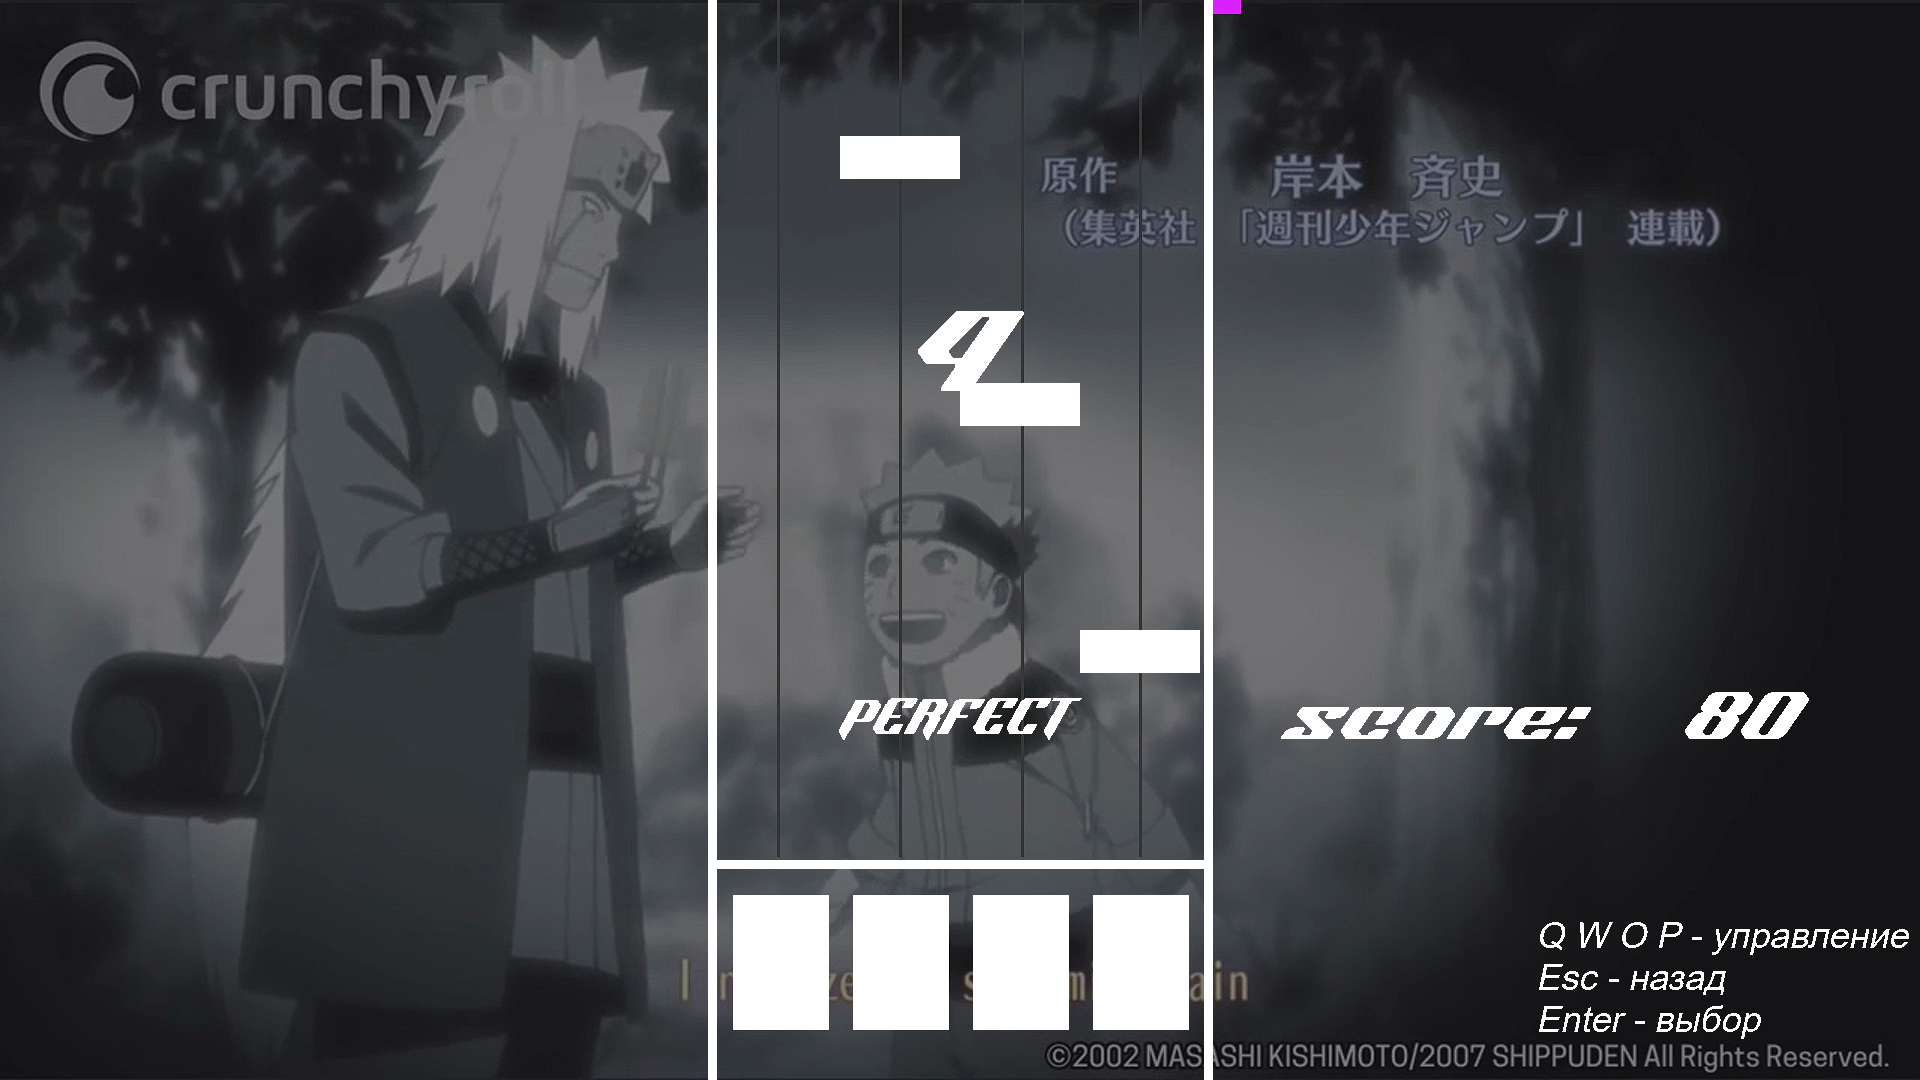 crunchyroll
原作 岸本 斉史
（集英社 「週刊少年ジャンプ」 連載）
4
PERFECT
score: 80
Q W O P - управление
Esc - назад
Enter - выбор
©2002 MASASHI KISHIMOTO/2007 SHIPPUDEN All Rights Reserved.